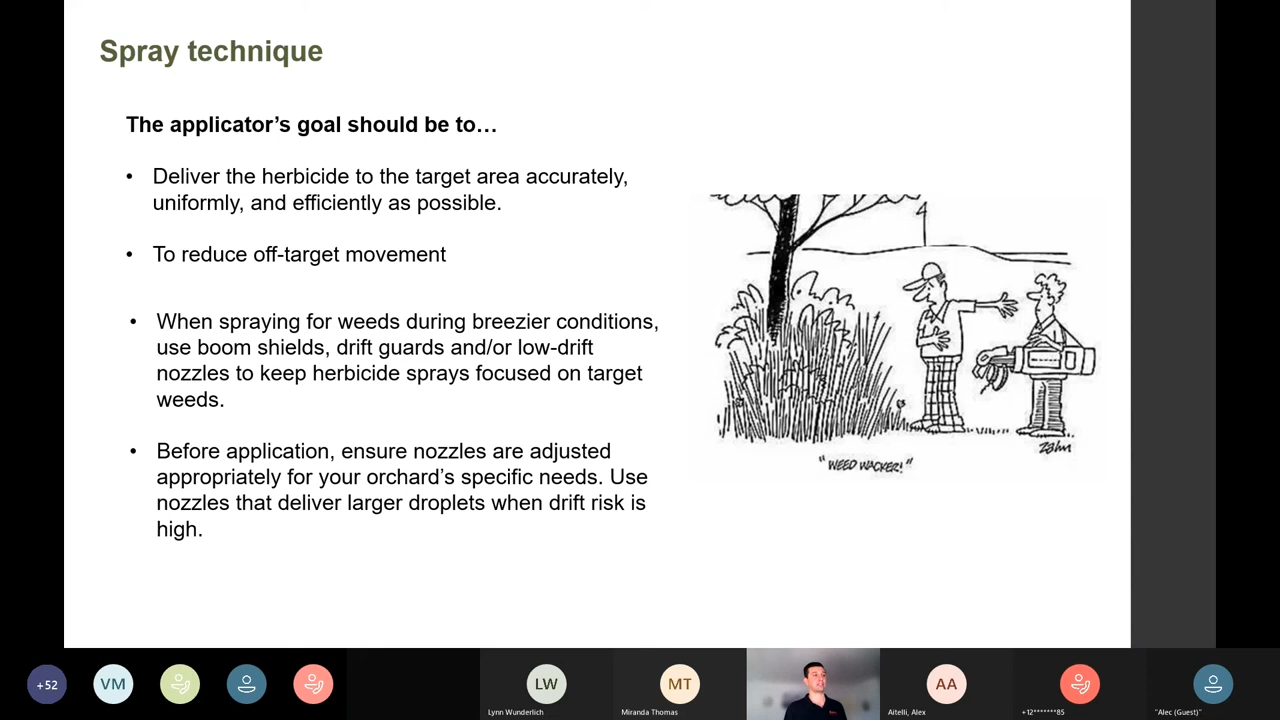 Spray technique
The applicator's goal should be to…
• Deliver the herbicide to the target area accurately,
uniformly, and efficiently as possible.
• To reduce off-target movement
• When spraying for weeds during breezier conditions,
use boom shields, drift guards and/or low-drift
nozzles to keep herbicide sprays focused on target
weeds.
• Before application, ensure nozzles are adjusted
appropriately for your orchard's specific needs. Use
nozzles that deliver larger droplets when drift risk is
high.
Zahn
"WEED WACKER!"
+52
VM
LW
MT
AA
Lynn Wunderlich
Miranda Thomas
Aitelli, Alex
+12*******85
"Alec (Guest)"